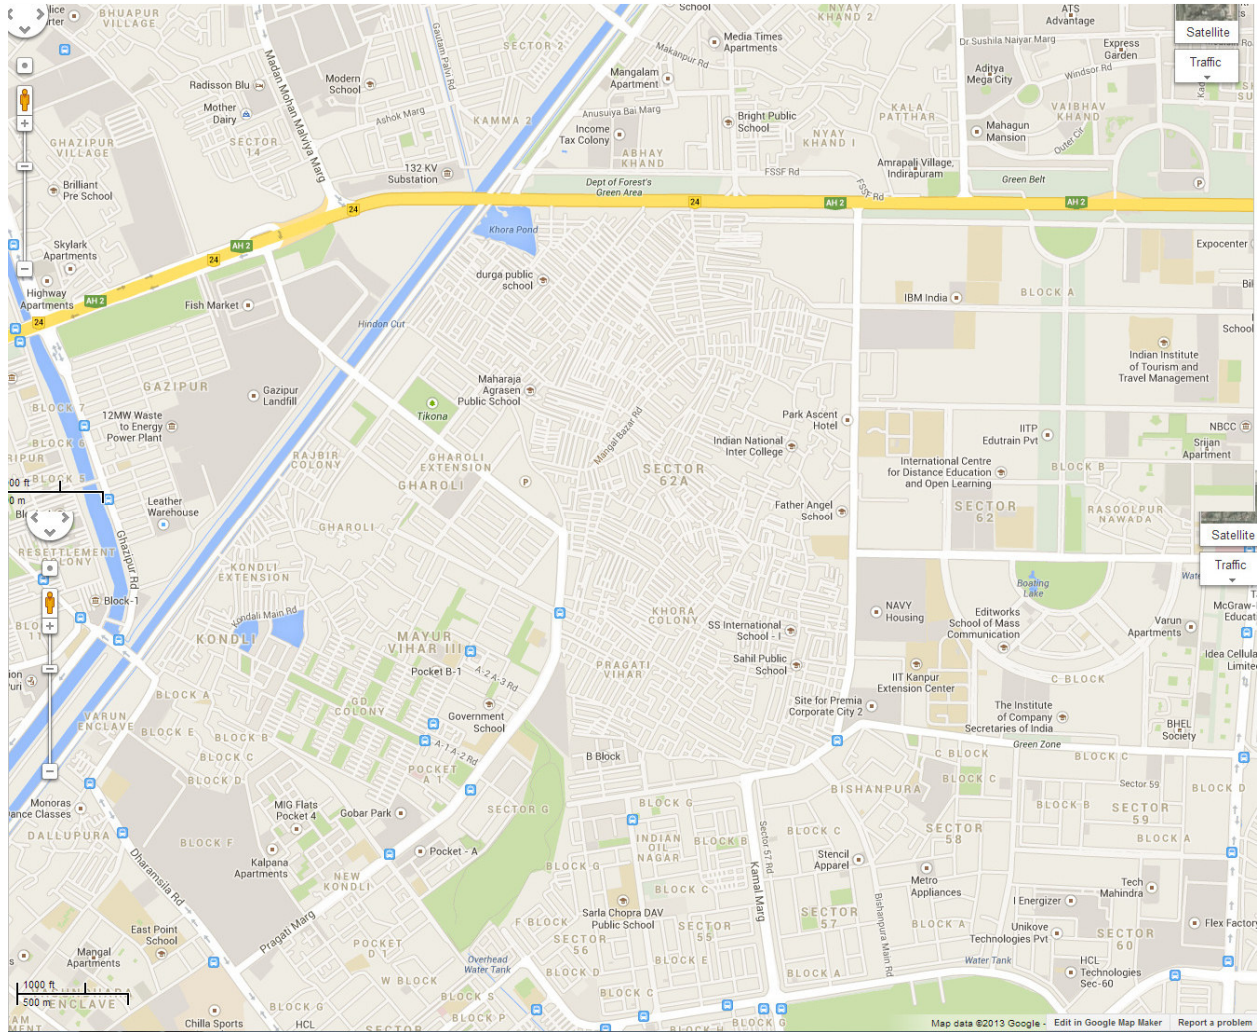 BHUAPUR
VILLAGE
SECTOR 2
School
NYAY
KHAND 2
ATS
Advantage
Satellite
Traffic
Media Times
Apartments
Makanpur Rd
Dr Sushila Naiyar Marg
Express
Garden
Madan Mohan Malviya Marg
Gautam Palvi Rd
Radisson Blu
Modern
School
Mangalam
Apartment
Aditya
Mega City
Windsor Rd
Mother
Dairy
Ashok Marg
KAMMA 2
Anusuiya Bai Marg
Bright Public
School
KALA
PATTHAR
VAIBHAV
KHAND
GHAZIPUR
VILLAGE
SECTOR
14
Income
Tax Colony
NYAY
KHAND I
Mahagun
Mansion
Outer Cir
ABHAY
KHAND
132 KV
Substation
FSSF Rd
FSSF Rd
Amrapali Village,
Indirapuram
Green Belt
Brilliant
Pre School
Dept of Forest's
Green Area
24
24
AH 2
AH 2
Khora Pond
AH 2
24
Skylark
Apartments
Expocenter
durga public
school
Highway
Apartments
AH 2
Fish Market
IBM India
BLOCK A
24
Hindon Cut
School
Indian Institute
of Tourism and
Travel Management
GAZIPUR
Gazipur
Landfill
Maharaja
Agrasen
Public School
Tikona
BLOCK 7
12MW Waste
to Energy
Power Plant
Mangal Bazar Rd
Park Ascent
Hotel
IITP
Edutrain Pvt
NBCC
BLOCK 6
RAJBIR
COLONY
GHAROLI
EXTENSION
GHAROLI
Indian National
Inter College
Srijan
Apartment
BLOCK 5
SECTOR
62A
International Centre
for Distance Education
and Open Learning
BLOCK B
Leather
Warehouse
Father Angel
School
SECTOR
62
RASOOLPUR
NAWADA
GHAROLI
Ghazipur Rd
RESETTLEMENT
COLONY
Satellite
Traffic
KONDLI
EXTENSION
Boating
Lake
Block-1
Kondali Main Rd
KHORA
COLONY
NAVY
Housing
Editworks
School of Mass
Communication
Varun
Apartments
KONDLI
MAYUR
VIHAR III
SS International
School - I
Idea Cellular
Pocket B-1
A-2 A-3 Rd
PRAGATI
VIHAR
Sahil Public
School
IIT Kanpur
Extension Center
C BLOCK
BLOCK A
GD
COLONY
Government
School
Site for Premia
Corporate City 2
The Institute
of Company
Secretaries of India
VARUN
ENCLAVE
BLOCK E
BLOCK B
A-1 A-2 Rd
BHEL
Society
Green Zone
BLOCK C
BLOCK D
POCKET
A 1
B Block
C BLOCK
BLOCK C
BISHANPURA
Sector 59
BLOCK D
Monoras
MIG Flats
Pocket 4
Gobar Park
SECTOR G
BLOCK G
BLOCK B
SECTOR
59
DALLUPURA
BLOCK F
Sector 57 Rd
BLOCK C
SECTOR
58
BLOCK A
INDIAN
OIL
NAGAR
BLOCK B
Kalpana
Apartments
Pocket - A
BLOCK G
Stencil
Apparel
Metro
Appliances
Dharamsila Rd
NEW
KONDLI
BLOCK C
Kamal Marg
Bishanpura Main Rd
Tech
Mahindra
I Energizer
Sarla Chopra DAV
Public School
SECTOR
57
BLOCK A
Flex Factory
F BLOCK
SECTOR
56
SECTOR
55
Unikove
Technologies Pvt
SECTOR
60
East Point
School
Pragati Marg
POCKET
D 1
Mangal
Apartments
Overhead
Water Tank
BLOCK E
BLOCK D
BLOCK A
Water Tank
HCL
Technologies
Sec-60
1000 ft
500 m
W BLOCK
BLOCK S
BLOCK C
ENCLAVE
BLOCK G
BLOCK P
Chilla Sports
HCL
Map data ©2013 Google - Edit in Google Map Maker Report a problem